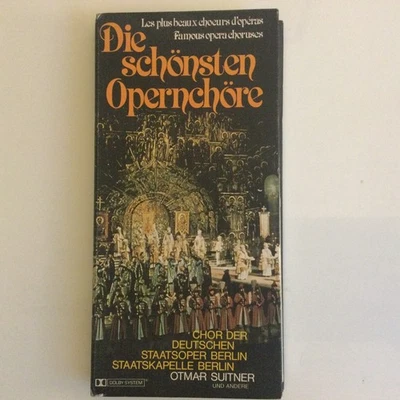 Les plus beaux choeurs d'opéras
Famous opera choruses
Die
schönsten
Opernchöre
CHOR DER
DEUTSCHEN
STAATSOPER BERLIN
STAATSKAPELLE BERLIN
OTMAR SUITNER
UND ANDERE
DOLBY SYSTEM